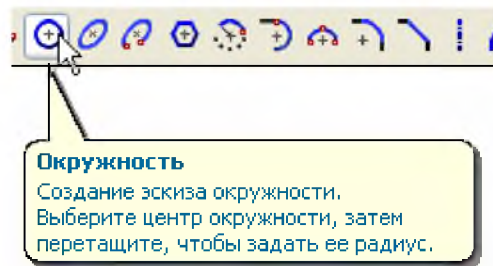 Окружность
Создание эскиза окружности.
Выберите центр окружности, затем
перетащите, чтобы задать ее радиус.